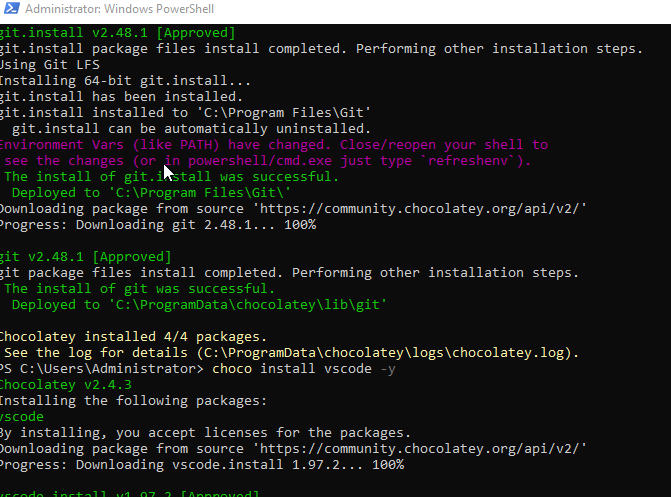 Administrator: Windows PowerShell
git.install v2.48.1 [Approved]
git.install package files install completed. Performing other installation steps.
Using Git LFS
Installing 64-bit git.install...
git.install has been installed.
git.install installed to 'C:\Program Files\Git'
  git.install can be automatically uninstalled.
Environment Vars (like PATH) have changed. Close/reopen your shell to
 see the changes (or in powershell/cmd.exe just type `refreshenv`).
 The install of git.install was successful.
  Deployed to 'C:\Program Files\Git\'
Downloading package from source 'https://community.chocolatey.org/api/v2/'
Progress: Downloading git 2.48.1... 100%

git v2.48.1 [Approved]
git package files install completed. Performing other installation steps.
 The install of git was successful.
  Deployed to 'C:\ProgramData\chocolatey\lib\git'

Chocolatey installed 4/4 packages.
 See the log for details (C:\ProgramData\chocolatey\logs\chocolatey.log).
PS C:\Users\Administrator> choco install vscode -y
Chocolatey v2.4.3
Installing the following packages:
vscode
By installing, you accept licenses for the packages.
Downloading package from source 'https://community.chocolatey.org/api/v2/'
Progress: Downloading vscode.install 1.97.2... 100%

vscode.install v1.97.2 [Approved]